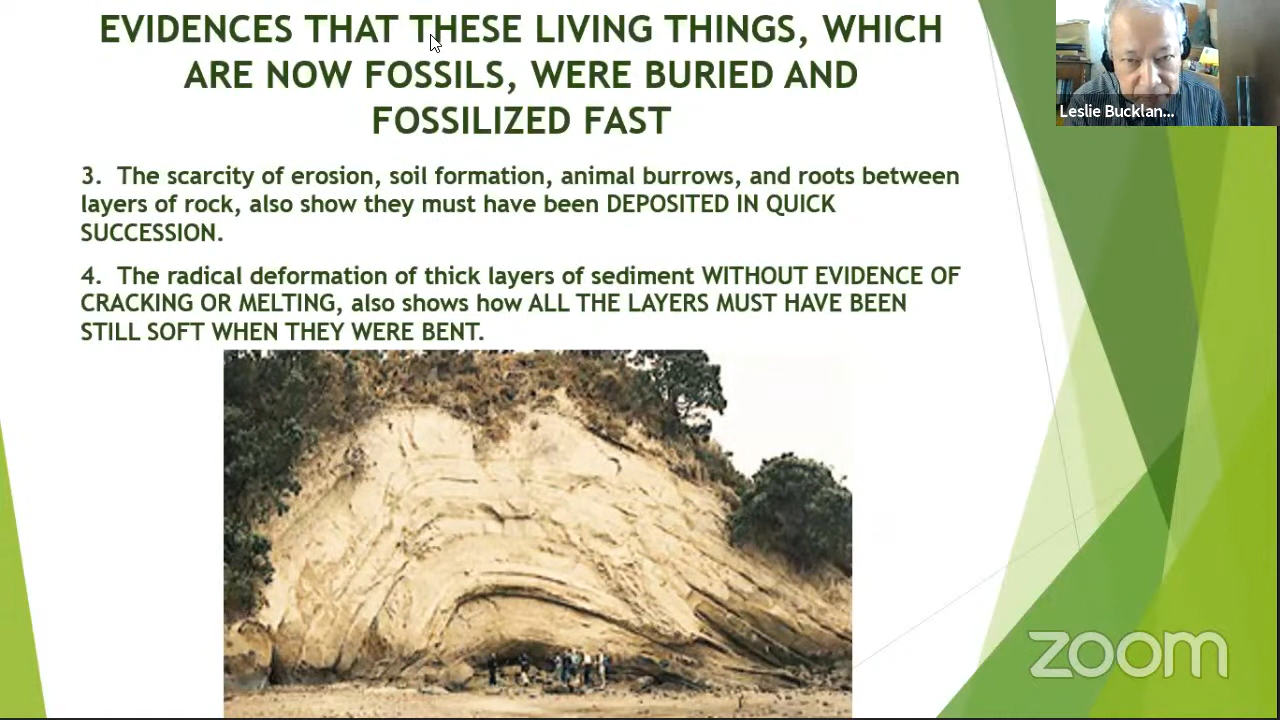 EVIDENCES THAT THESE LIVING THINGS, WHICH
ARE NOW FOSSILS, WERE BURIED AND
FOSSILIZED FAST
Leslie Bucklan...
3. The scarcity of erosion, soil formation, animal burrows, and roots between
layers of rock, also show they must have been DEPOSITED IN QUICK
SUCCESSION.
4. The radical deformation of thick layers of sediment WITHOUT EVIDENCE OF
CRACKING OR MELTING, also shows how ALL THE LAYERS MUST HAVE BEEN
STILL SOFT WHEN THEY WERE BENT.
zoom